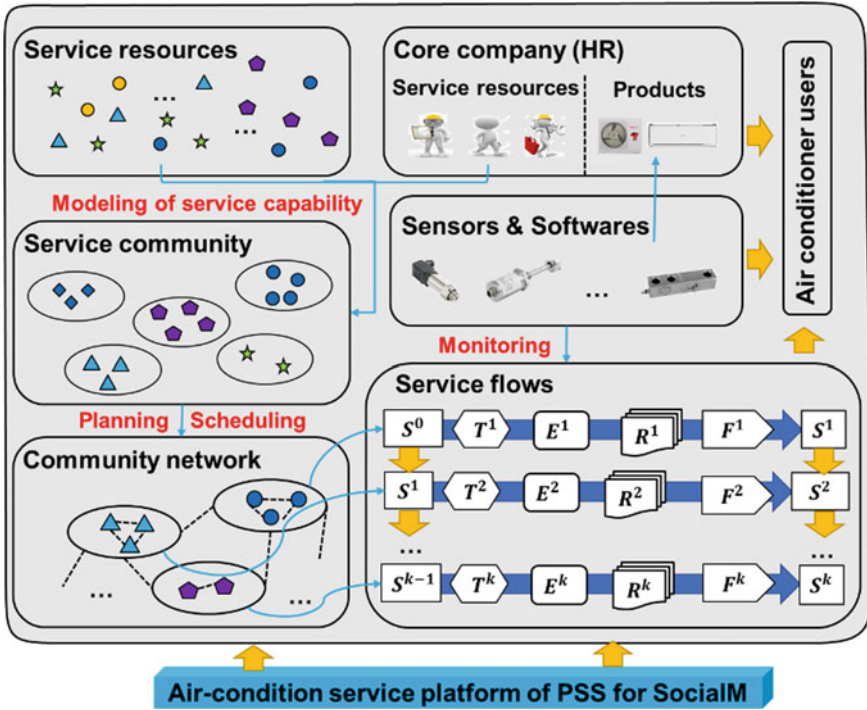 Service resources
...
...
Core company (HR)
Service resources
Products
Air conditioner users
Modeling of service capability
Service community
Sensors & Softwares
...
Monitoring
Planning
Scheduling
Community network
...
...
Service flows
S⁰ T¹ E¹ R¹ F¹ S¹
S¹ T² E² R² F² S²
... ...
Sᵏ⁻¹ Tᵏ Eᵏ Rᵏ Fᵏ Sᵏ
Air-condition service platform of PSS for SocialM